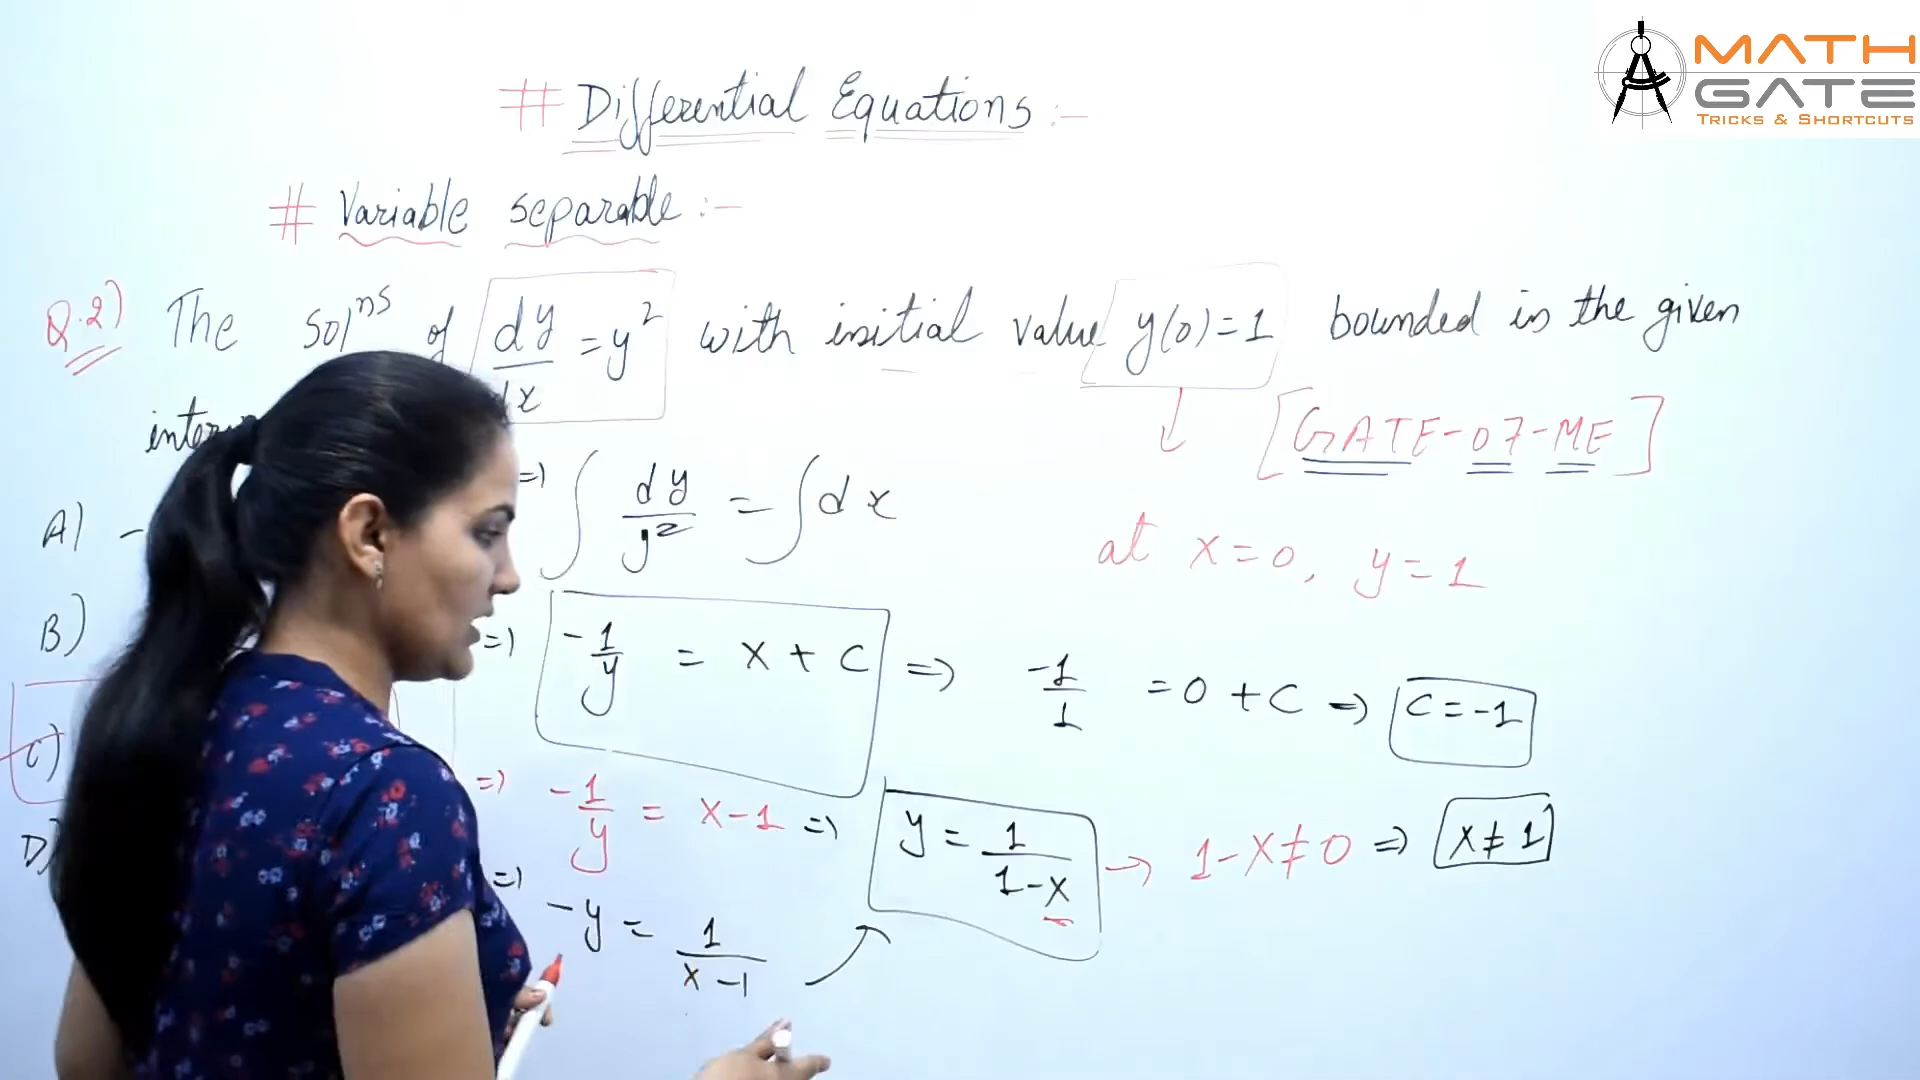 MATH
GATE
TRICKS & SHORTCUTS
# Differential Equations :-
# Variable separable :-
Q.2) The solⁿˢ of dy/dx = y² with initial value y(0)=1 bounded in the given
[GATE-07-ME]
A) -
=) ∫ dy/y² = ∫ dx
at x=0, y=1
B)
=) -1/y = x + c => -1/1 = 0 + c => c = -1
C)
=) -1/y = x-1 =) y = 1/1-x → 1-x≠0 => x≠1
D)
=) -y = 1/x-1